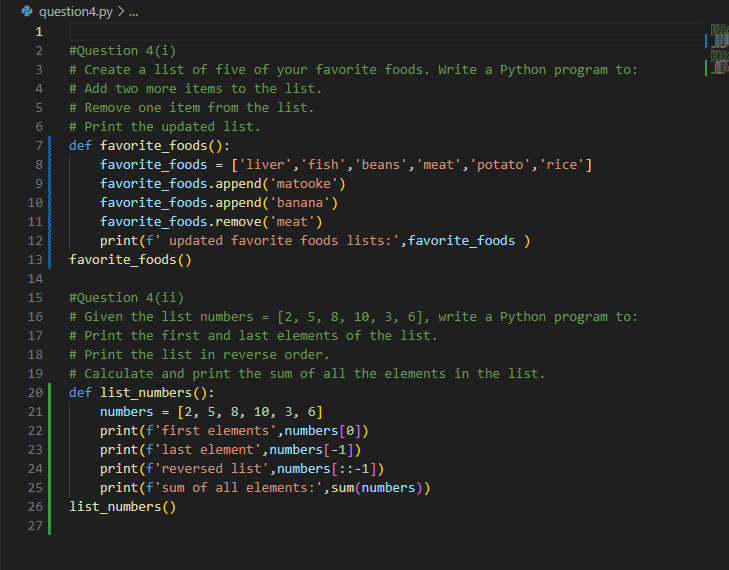 question4.py > ...
1
2 #Question 4(i)
3 # Create a list of five of your favorite foods. Write a Python program to:
4 # Add two more items to the list.
5 # Remove one item from the list.
6 # Print the updated list.
7 def favorite_foods():
8     favorite_foods = ['liver','fish','beans','meat','potato','rice']
9     favorite_foods.append('matooke')
10     favorite_foods.append('banana')
11     favorite_foods.remove('meat')
12     print(f' updated favorite foods lists:',favorite_foods )
13 favorite_foods()
14
15 #Question 4(ii)
16 # Given the list numbers = [2, 5, 8, 10, 3, 6], write a Python program to:
17 # Print the first and last elements of the list.
18 # Print the list in reverse order.
19 # Calculate and print the sum of all the elements in the list.
20 def list_numbers():
21     numbers = [2, 5, 8, 10, 3, 6]
22     print(f'first elements',numbers[0])
23     print(f'last element',numbers[-1])
24     print(f'reversed list',numbers[::-1])
25     print(f'sum of all elements:',sum(numbers))
26 list_numbers()
27